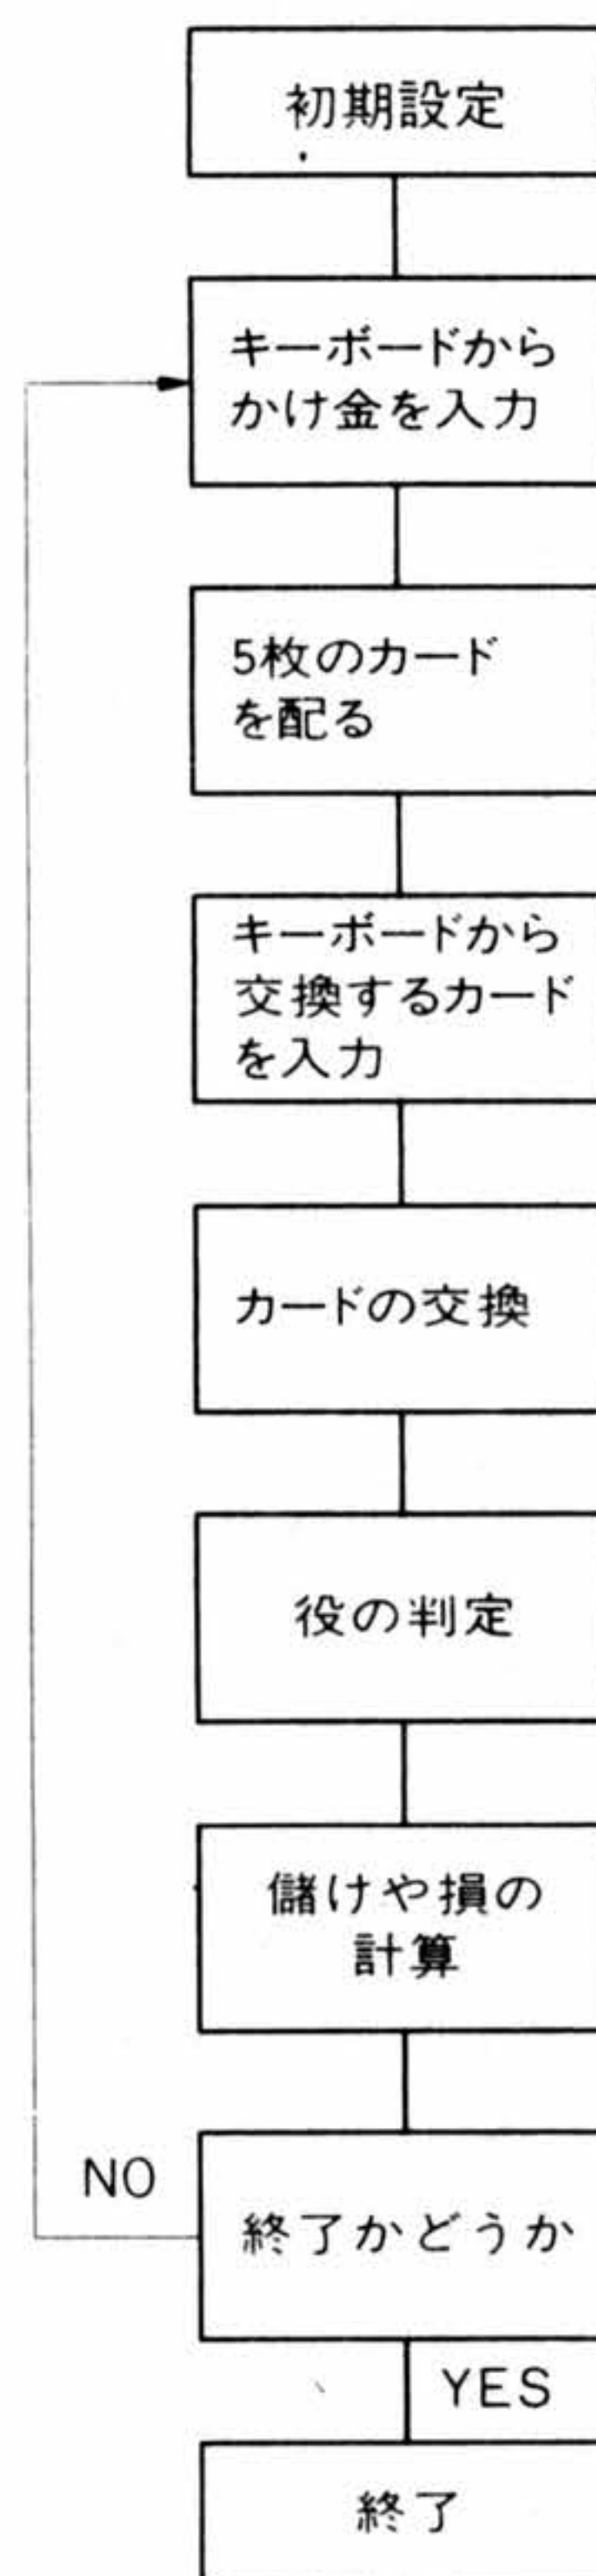 初期設定
キーボードから
かけ金を入力
5枚のカード
を配る
キーボードから
交換するカード
を入力
カードの交換
役の判定
儲けや損の
計算
NO
終了かどうか
YES
終了